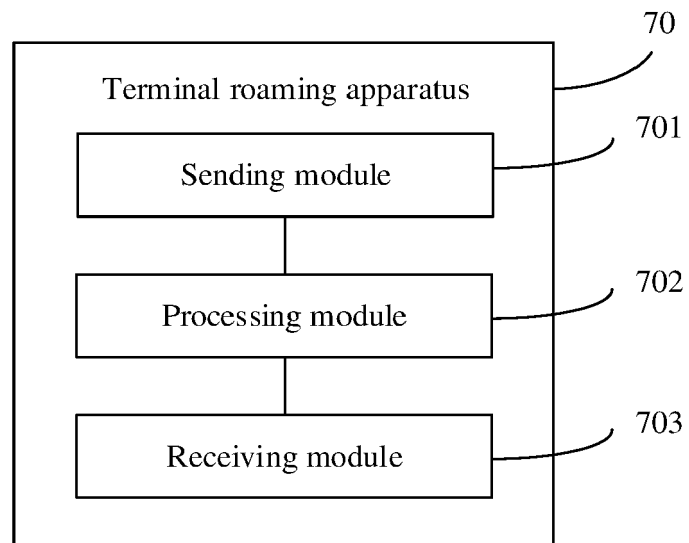 70
Terminal roaming apparatus
701
Sending module
702
Processing module
703
Receiving module